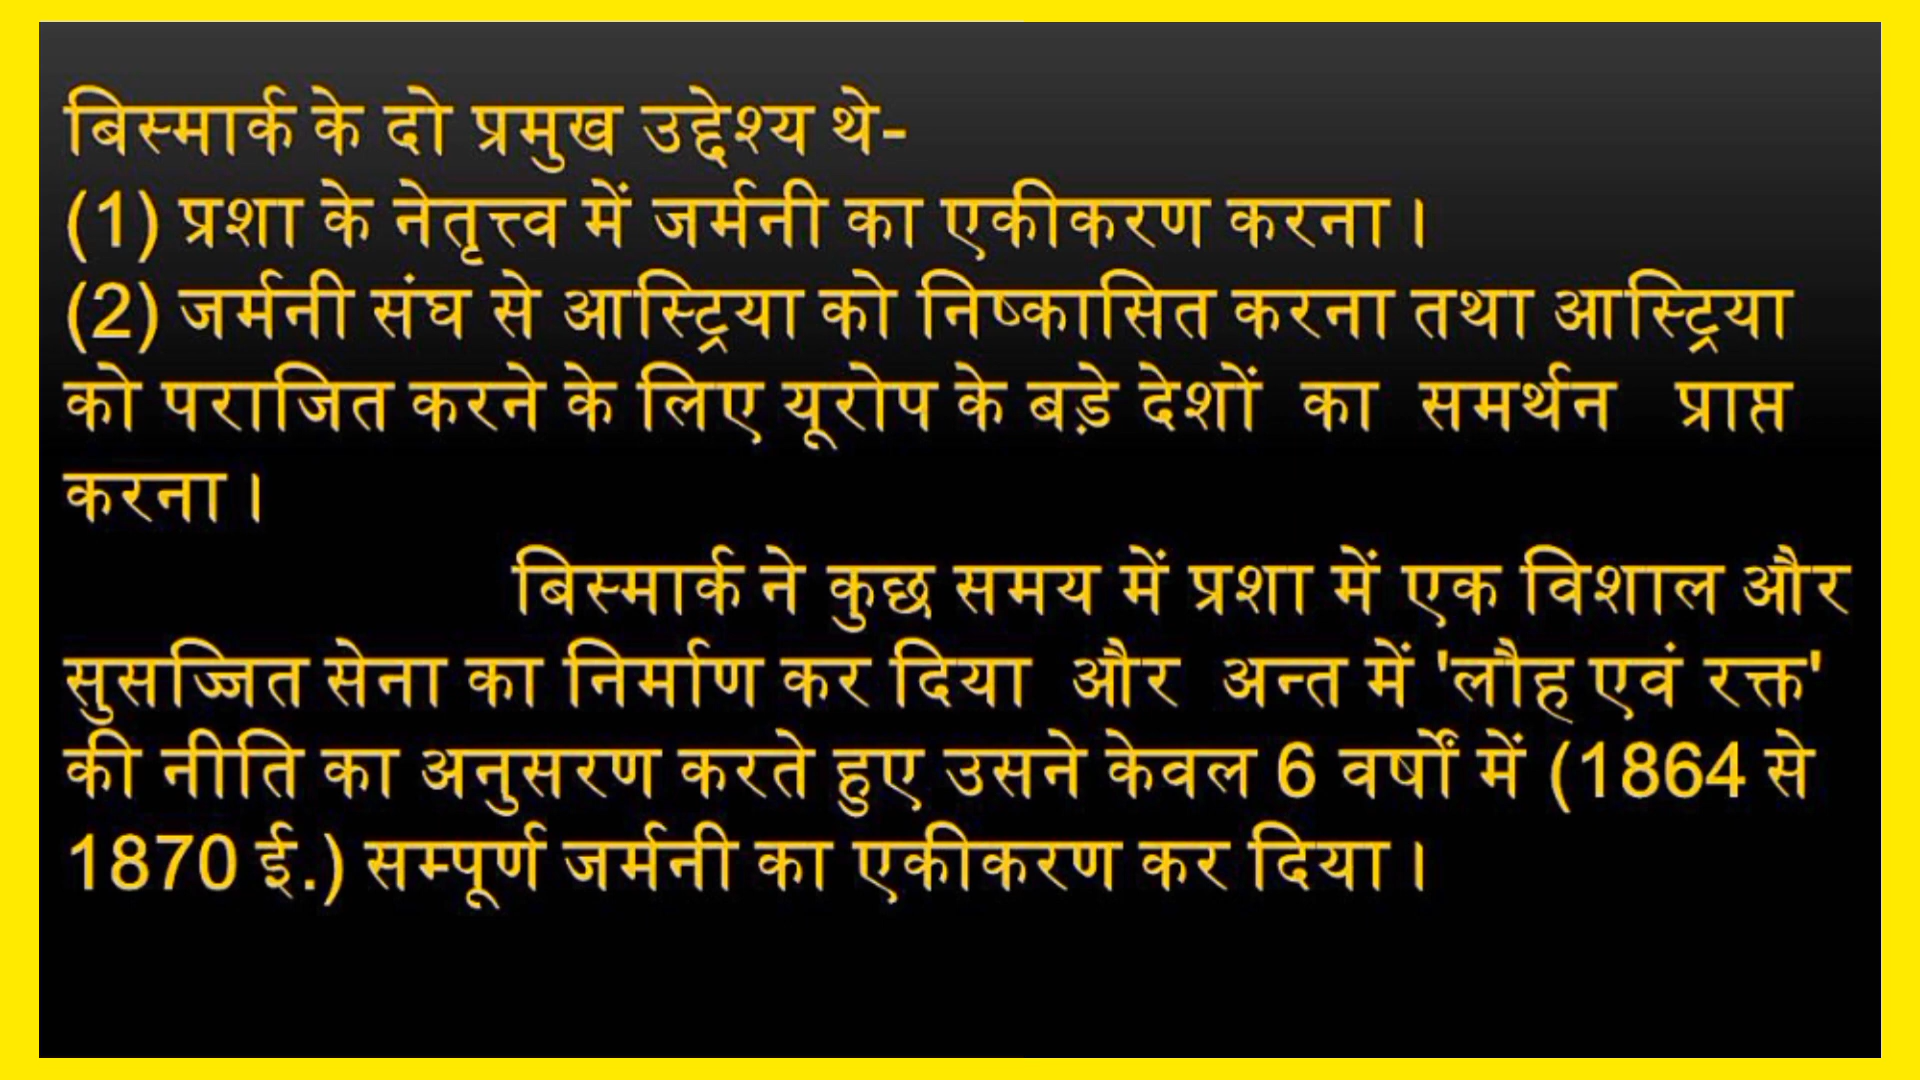 बिस्मार्क के दो प्रमुख उद्देश्य थे-
(1) प्रशा के नेतृत्त्व में जर्मनी का एकीकरण करना।
(2) जर्मनी संघ से आस्ट्रिया को निष्कासित करना तथा आस्ट्रिया
को पराजित करने के लिए यूरोप के बड़े देशों का समर्थन प्राप्त
करना।
बिस्मार्क ने कुछ समय में प्रशा में एक विशाल और
सुसज्जित सेना का निर्माण कर दिया और अन्त में 'लौह एवं रक्त'
की नीति का अनुसरण करते हुए उसने केवल 6 वर्षों में (1864 से
1870 ई.) सम्पूर्ण जर्मनी का एकीकरण कर दिया।